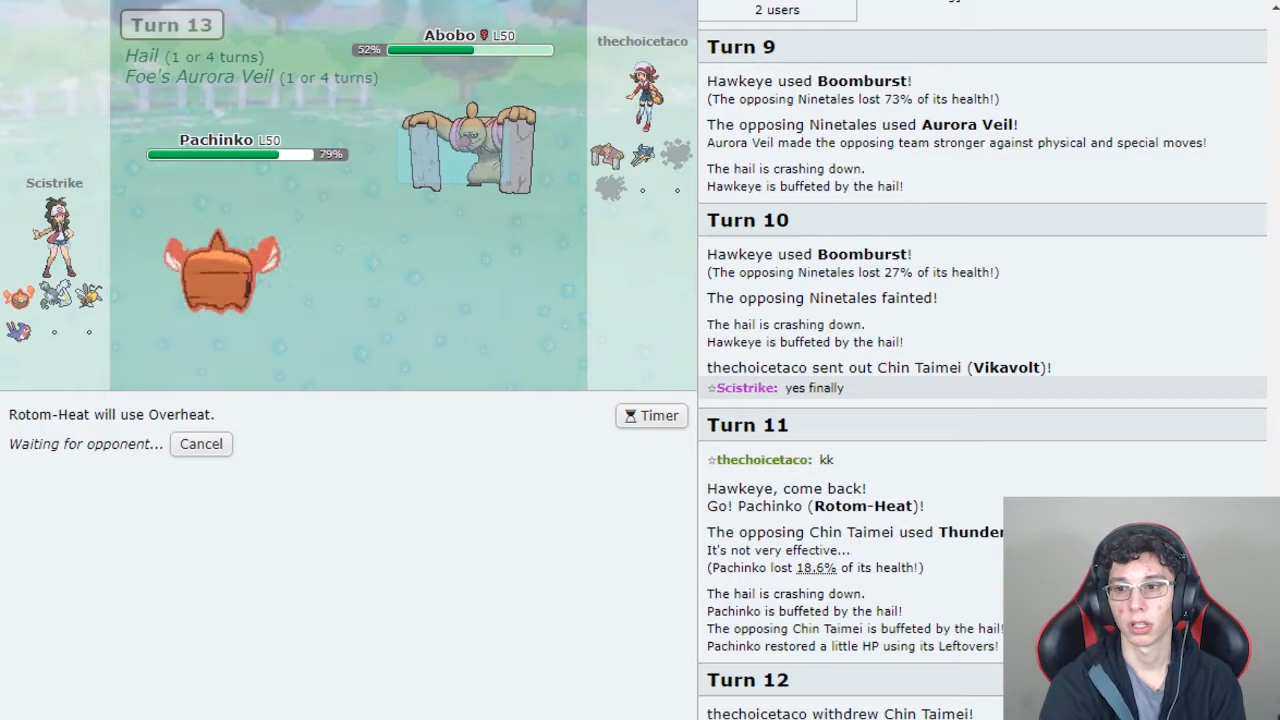 Turn 13
Hail (1 or 4 turns)
Foe's Aurora Veil (1 or 4 turns)
Abobo L50
52%
thechoicetaco
Pachinko L50
79%
Scistrike
Rotom-Heat will use Overheat.
Timer
Waiting for opponent... Cancel
2 users
Turn 9
Hawkeye used Boomburst!
(The opposing Ninetales lost 73% of its health!)
The opposing Ninetales used Aurora Veil!
Aurora Veil made the opposing team stronger against physical and special moves!
The hail is crashing down.
Hawkeye is buffeted by the hail!
Turn 10
Hawkeye used Boomburst!
(The opposing Ninetales lost 27% of its health!)
The opposing Ninetales fainted!
The hail is crashing down.
Hawkeye is buffeted by the hail!
thechoicetaco sent out Chin Taimei (Vikavolt)!
☆Scistrike: yes finally
Turn 11
☆thechoicetaco: kk
Hawkeye, come back!
Go! Pachinko (Rotom-Heat)!
The opposing Chin Taimei used Thunder
It's not very effective...
(Pachinko lost 18.6% of its health!)
The hail is crashing down.
Pachinko is buffeted by the hail!
The opposing Chin Taimei is buffeted by the hail!
Pachinko restored a little HP using its Leftovers!
Turn 12
thechoicetaco withdrew Chin Taimei!